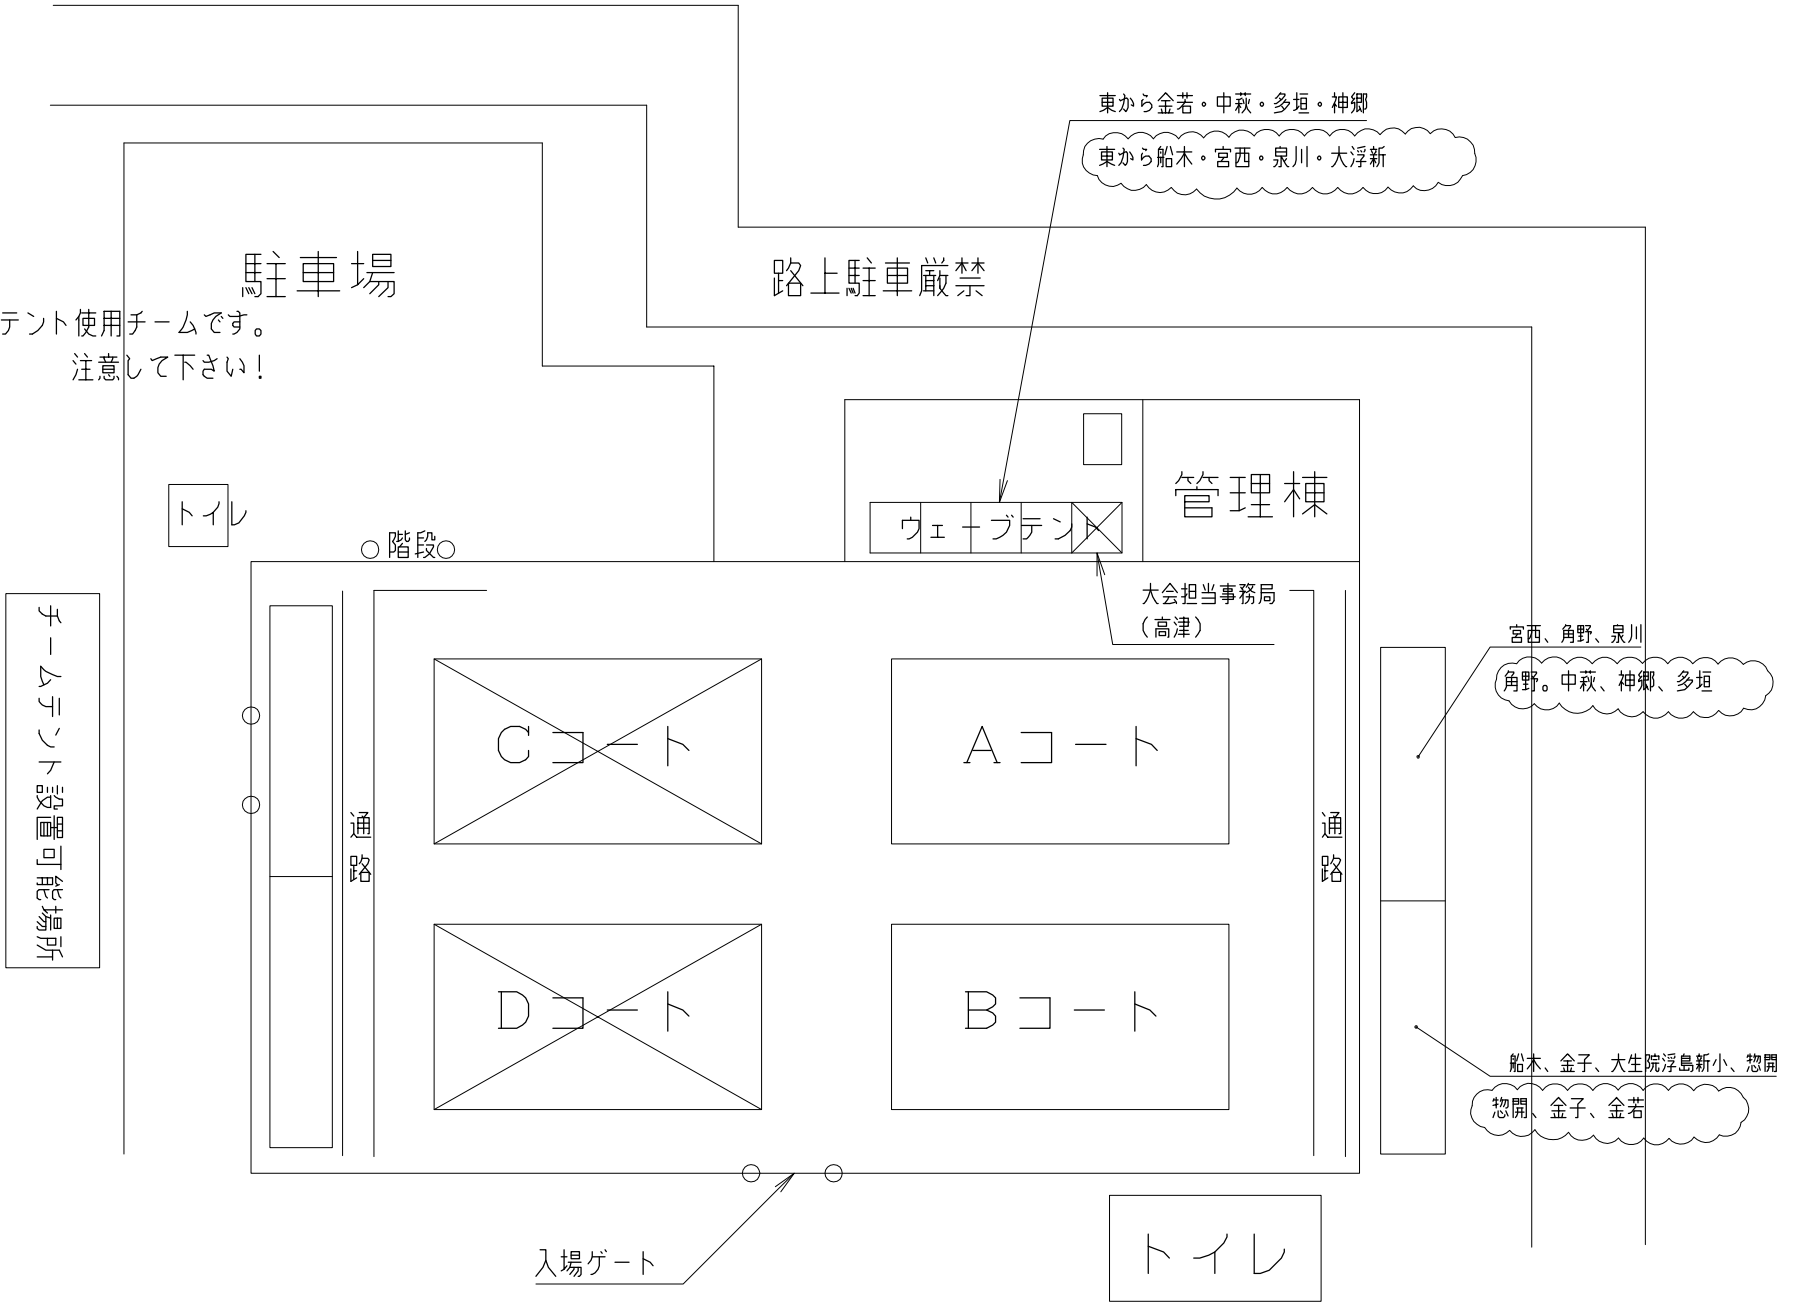 東から金若・中萩・多垣・神郷
東から船木・宮西・泉川・大浮新
駐車場
路上駐車厳禁
テント使用チームです。
注意して下さい！
管理棟
トイレ
ウェーブテント
○階段○
大会担当事務局
（高津）
宮西、角野、泉川
角野。中萩、神郷、多垣
チームテント設置可能場所
Cコート
Aコート
通路
通路
Dコート
Bコート
船木、金子、大生院浮島新小、惣開
惣開、金子、金若
入場ゲート
トイレ